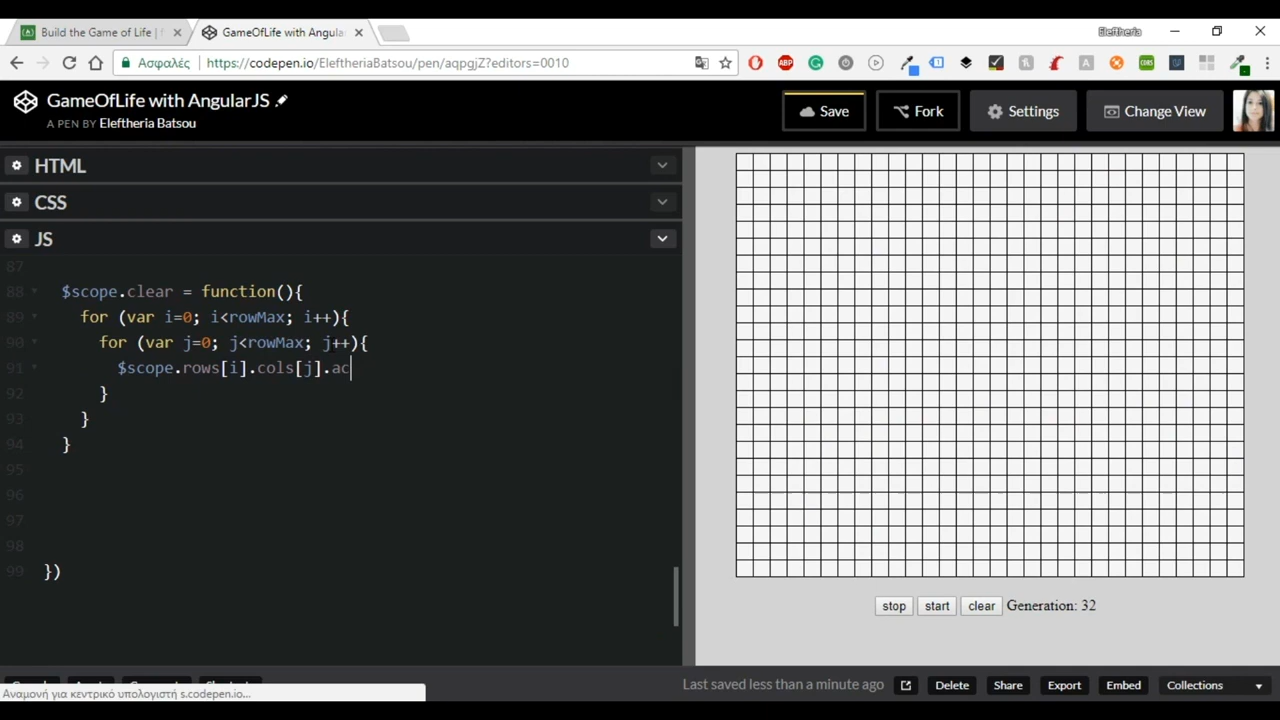 Build the Game of Life | f
GameOfLife with Angular
Eleftheria
Ασφαλές
https://codepen.io/EleftheriaBatsou/pen/aqpgjZ?editors=0010
GameOfLife with AngularJS
A PEN BY Eleftheria Batsou
Save
Fork
Settings
Change View
HTML
CSS
JS
87
88 $scope.clear = function(){
89 for (var i=0; i<rowMax; i++){
90 for (var j=0; j<rowMax; j++){
91 $scope.rows[i].cols[j].ac
92 }
93 }
94 }
95
96
97
98
99 })
stop
start
clear
Generation: 32
Αναμονή για κεντρικό υπολογιστή s.codepen.io...
Last saved less than a minute ago
Delete
Share
Export
Embed
Collections